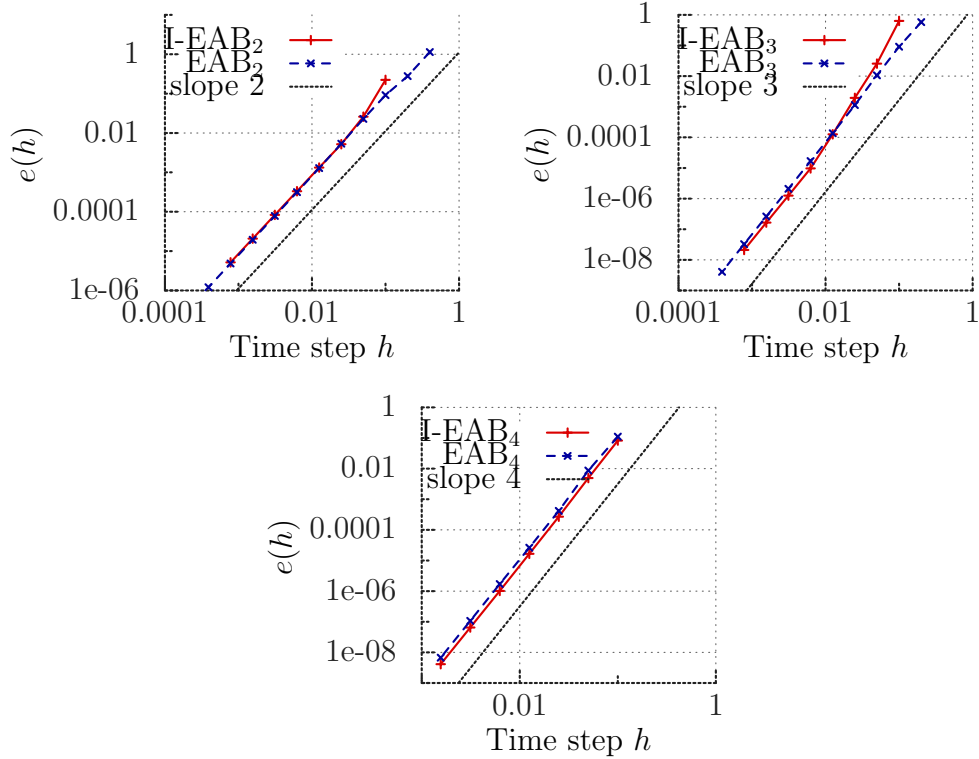 I-EAB₂
EAB₂
slope 2
1
0.01
0.0001
1e-06
e(h)
0.0001
0.01
1
Time step h
I-EAB₃
EAB₃
slope 3
1
0.01
0.0001
1e-06
1e-08
e(h)
0.0001
0.01
1
Time step h
I-EAB₄
EAB₄
slope 4
1
0.01
0.0001
1e-06
1e-08
e(h)
0.01
1
Time step h